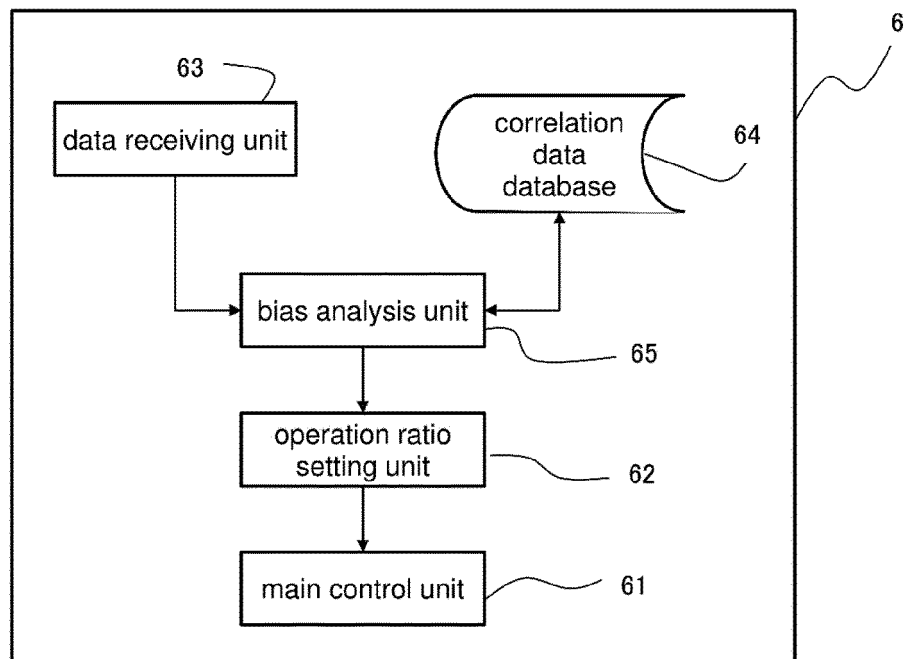 6
63
data receiving unit
correlation
data
database
64
bias analysis unit
65
operation ratio
setting unit
62
main control unit
61